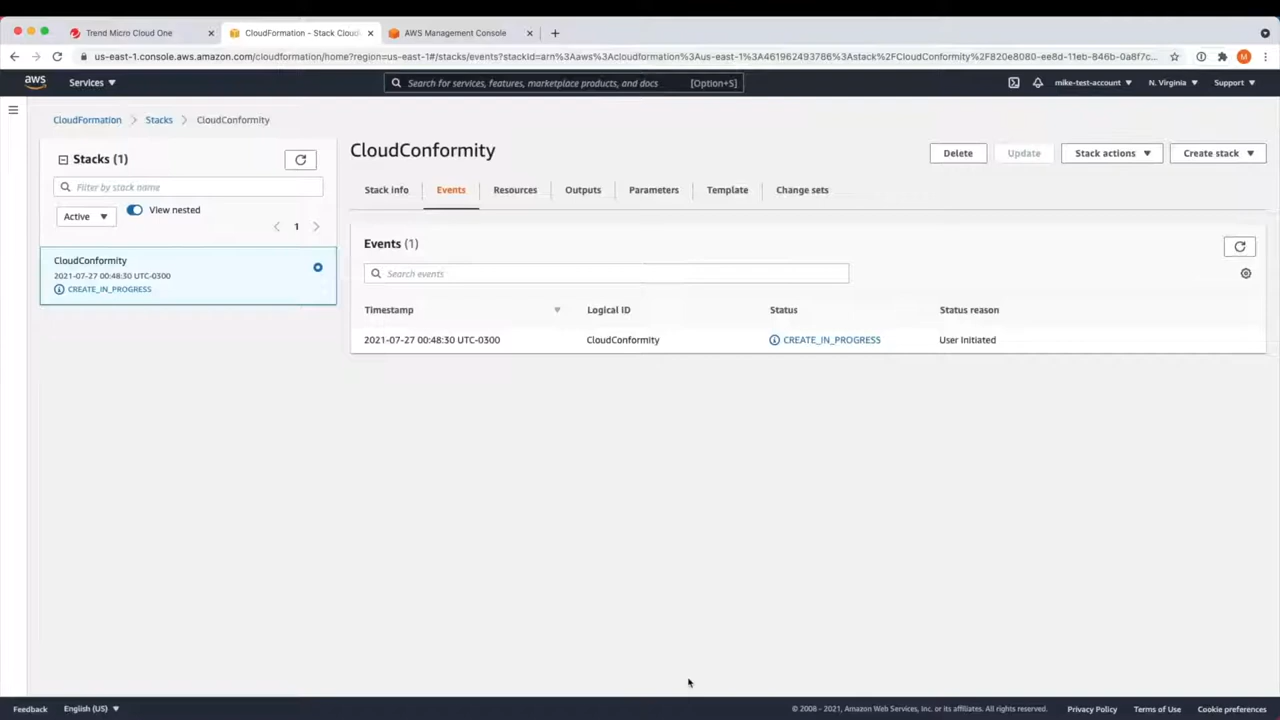 Trend Micro Cloud One
CloudFormation - Stack Cloud
AWS Management Console
us-east-1.console.aws.amazon.com/cloudformation/home?region=us-east-1#/stacks/events?stackId=arn%3Aaws%3Acloudformation%3Aus-east-1%3A461962493786%3Astack%2FCloudConformity%2F820e8080-ee8d-11eb-846b-0a8f7c...
M
aws
Services
Search for services, features, marketplace products, and docs
[Option+S]
mike-test-account
N. Virginia
Support
CloudFormation
Stacks
CloudConformity
Stacks (1)
Filter by stack name
Active
View nested
1
CloudConformity
2021-07-27 00:48:30 UTC-0300
CREATE_IN_PROGRESS
CloudConformity
Delete
Update
Stack actions
Create stack
Stack info
Events
Resources
Outputs
Parameters
Template
Change sets
Events (1)
Search events
Timestamp
Logical ID
Status
Status reason
2021-07-27 00:48:30 UTC-0300
CloudConformity
CREATE_IN_PROGRESS
User Initiated
Feedback
English (US)
© 2008 - 2021, Amazon Web Services, Inc. or its affiliates. All rights reserved.
Privacy Policy
Terms of Use
Cookie preferences